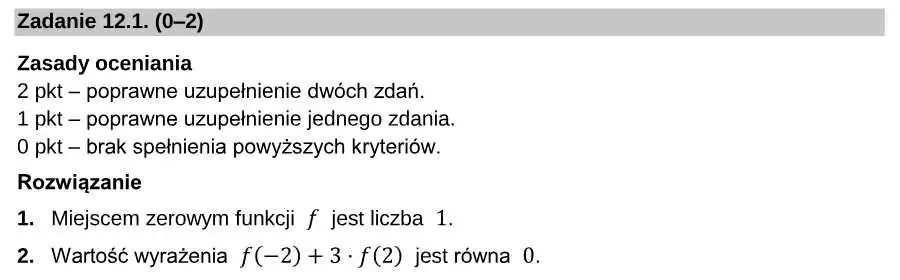 Zadanie 12.1. (0–2)
Zasady oceniania
2 pkt – poprawne uzupełnienie dwóch zdań.
1 pkt – poprawne uzupełnienie jednego zdania.
0 pkt – brak spełnienia powyższych kryteriów.
Rozwiązanie
1. Miejscem zerowym funkcji f jest liczba 1.
2. Wartość wyrażenia f(−2) + 3 · f(2) jest równa 0.